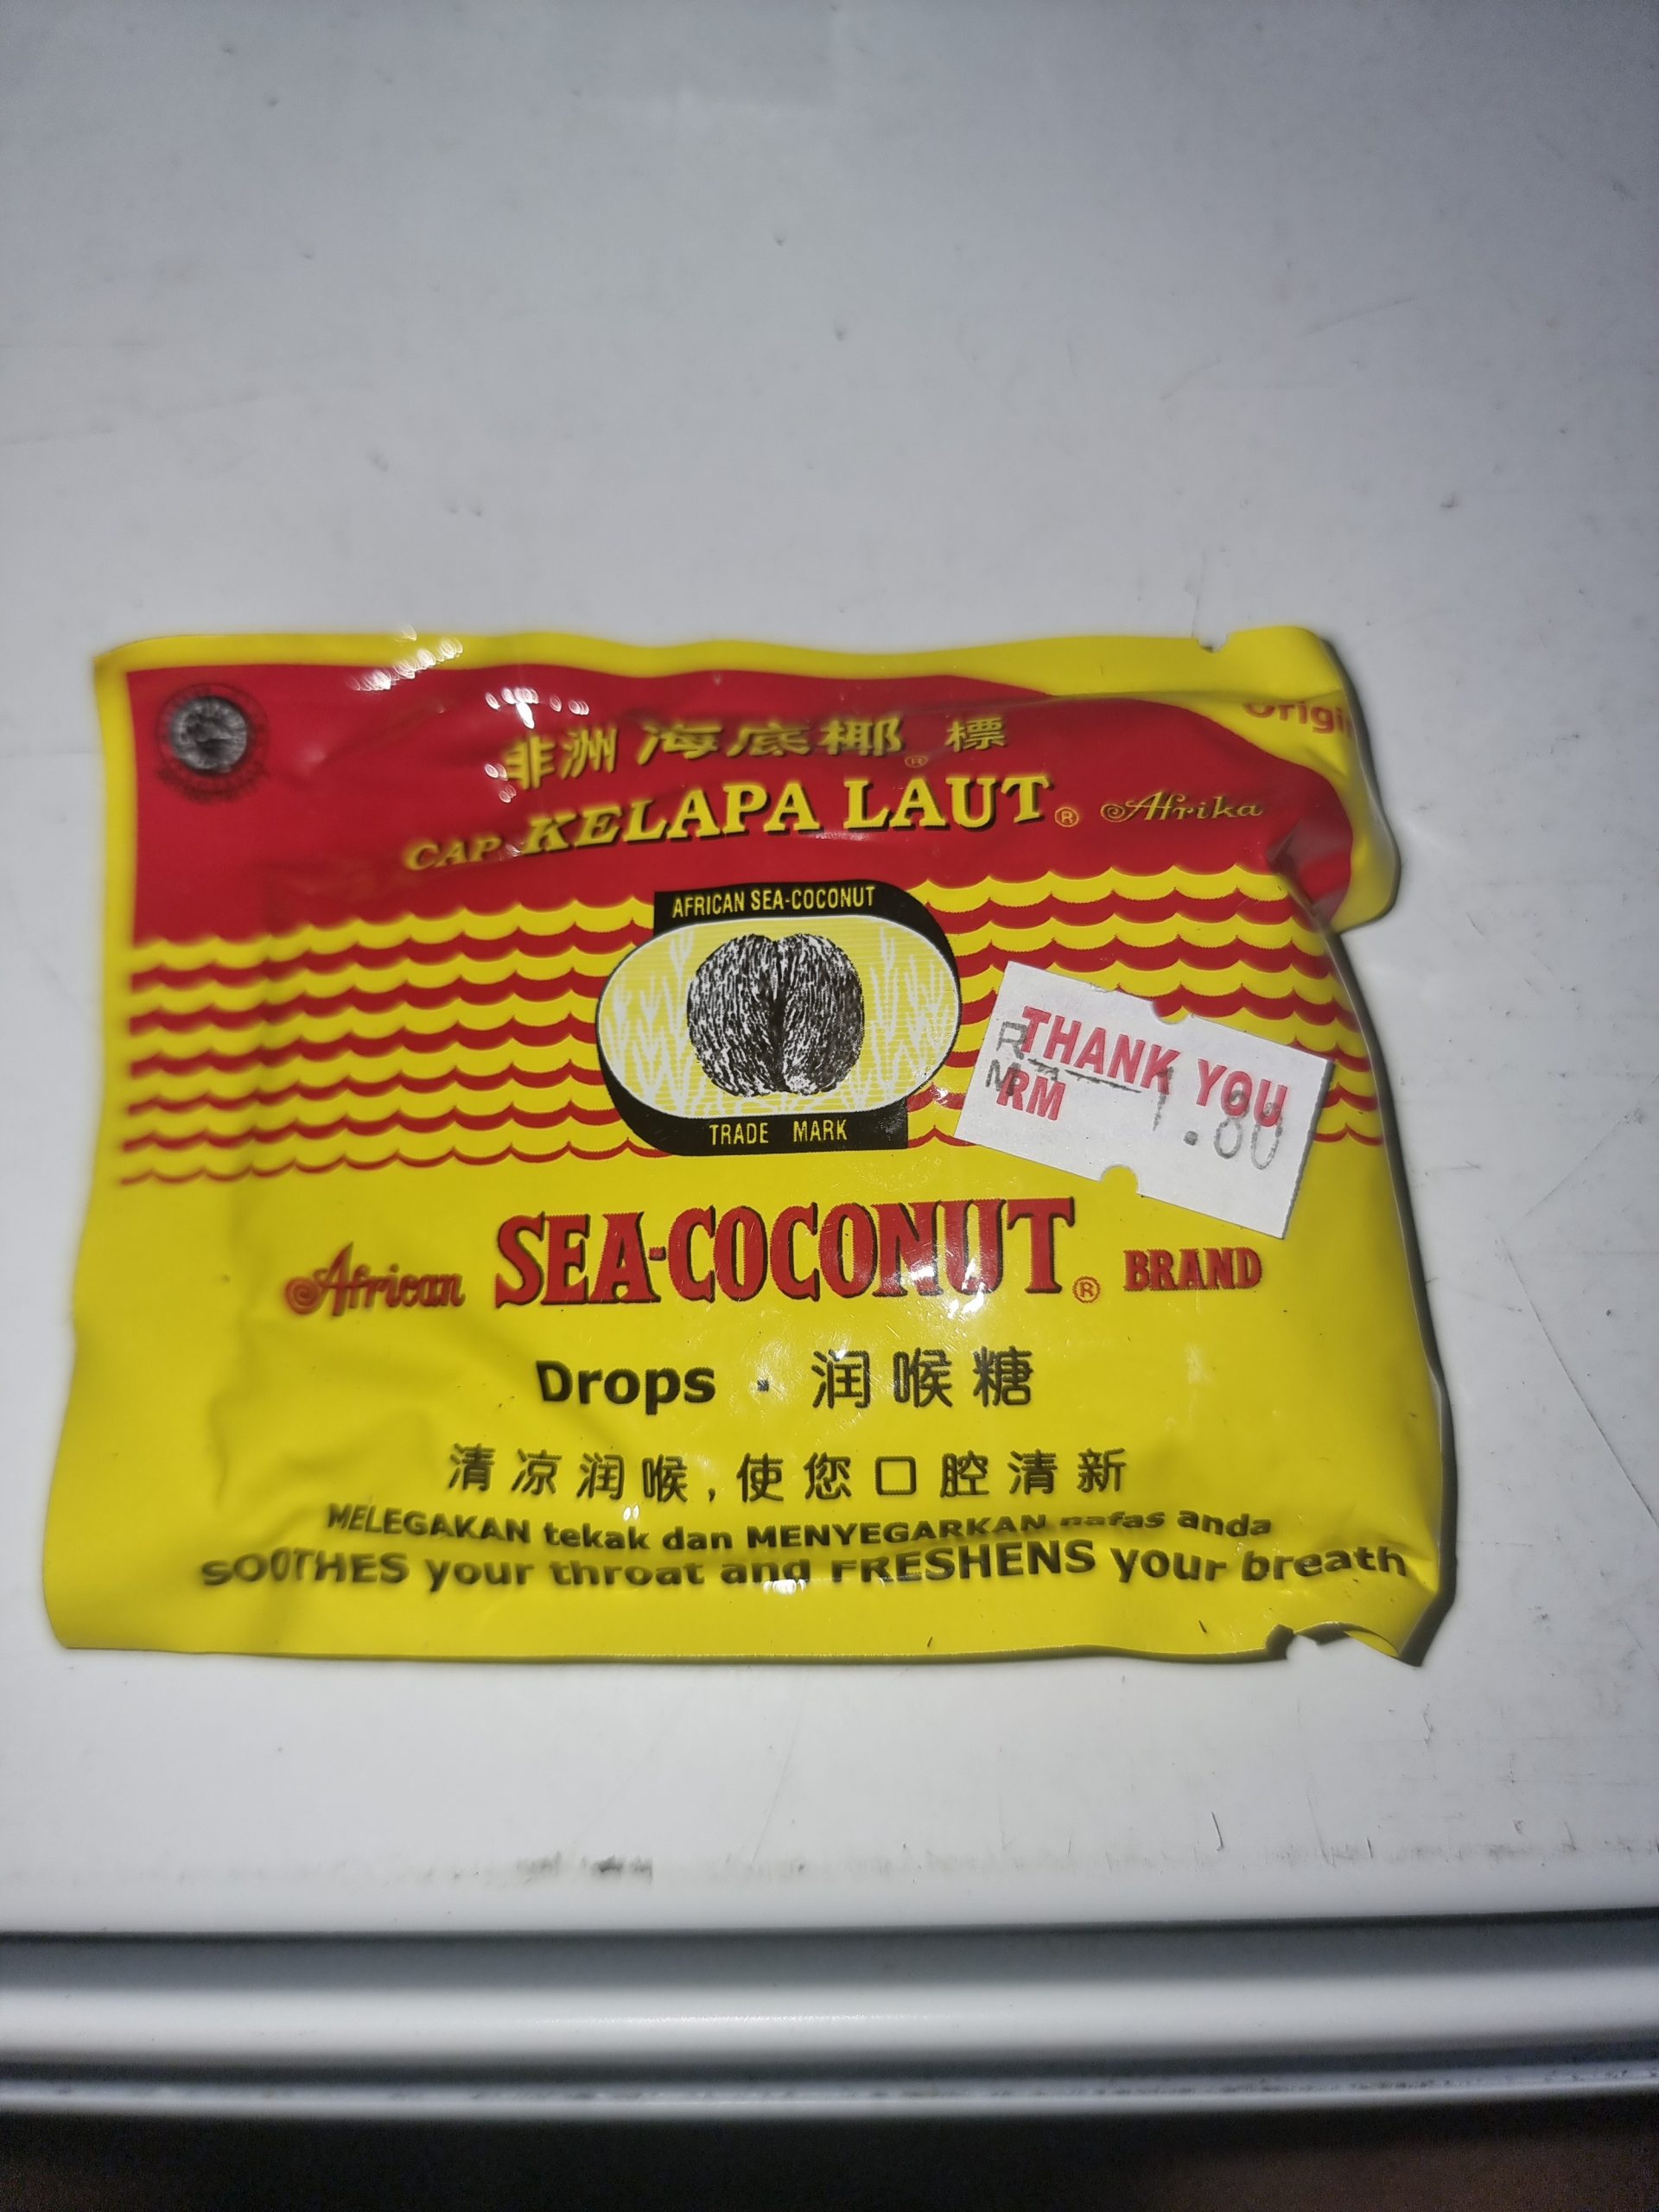 Origi
非洲 海底椰® 標
CAP KELAPA LAUT® Afrika
AFRICAN SEA-COCONUT
TRADE MARK
THANK YOU
RM
RM 1.80
African SEA-COCONUT® BRAND
Drops · 润喉糖
清凉润喉,使您口腔清新
MELEGAKAN tekak dan MENYEGARKAN nafas anda
SOOTHES your throat and FRESHENS your breath